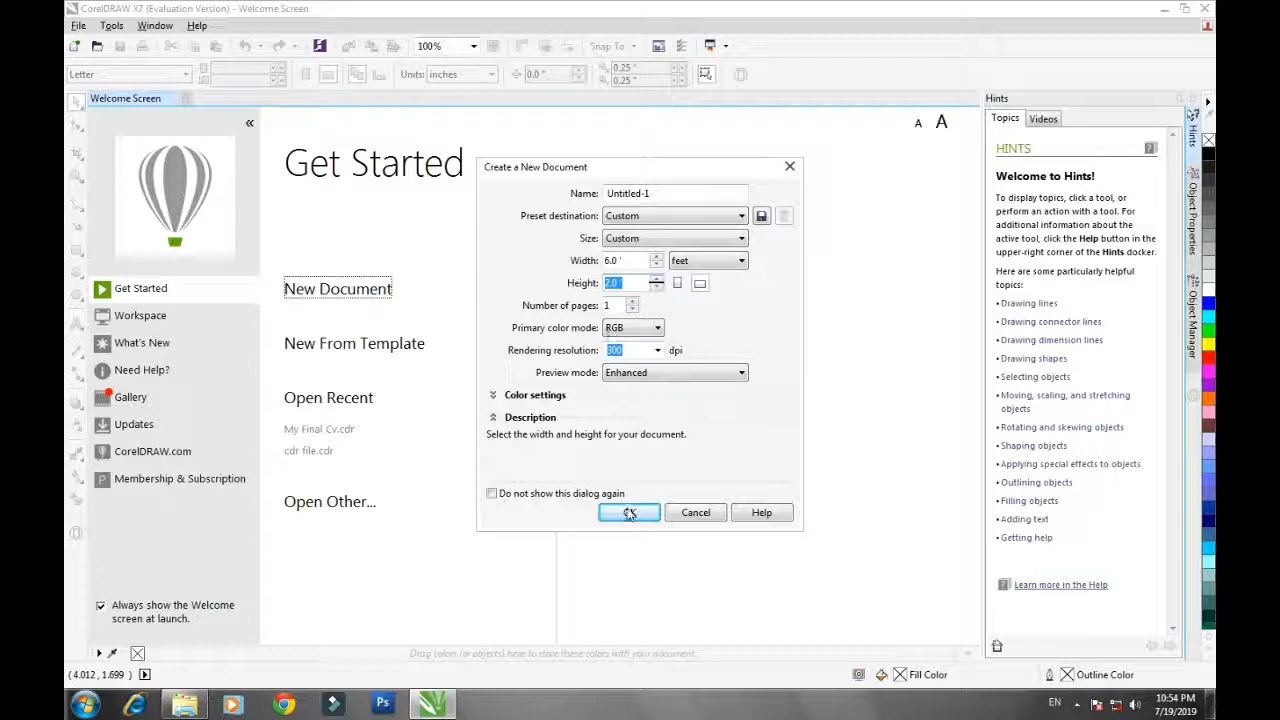 CorelDRAW X7 (Evaluation Version) - Welcome Screen
File Tools Window Help
100% Snap To
Letter Units: inches 0.0 " 0.25 "
0.25 "
Welcome Screen
Get Started
Workspace
What's New
Need Help?
Gallery
Updates
CorelDRAW.com
Membership & Subscription
Always show the Welcome
screen at launch.
A A
Get Started
New Document
New From Template
Open Recent
My Final Cv.cdr
cdr file.cdr
Open Other...
Create a New Document
Name: Untitled-1
Preset destination: Custom
Size: Custom
Width: 6.0 ' feet
Height: 2.0 '
Number of pages: 1
Primary color mode: RGB
Rendering resolution: 300 dpi
Preview mode: Enhanced
Color settings
Description
Select the width and height for your document.
Do not show this dialog again
OK Cancel Help
Hints
Topics Videos
HINTS
Welcome to Hints!
To display topics, click a tool, or
perform an action with a tool. For
additional information about the
active tool, click the Help button in the
upper-right corner of the Hints docker.
Here are some particularly helpful
topics:
• Drawing lines
• Drawing connector lines
• Drawing dimension lines
• Drawing shapes
• Selecting objects
• Moving, scaling, and stretching
objects
• Rotating and skewing objects
• Shaping objects
• Applying special effects to objects
• Outlining objects
• Filling objects
• Adding text
• Getting help
Learn more in the Help
Hints
Object Properties
Object Manager
Drag colors (or objects) here to store these colors with your document.
( 4.012 , 1.699 ) Fill Color Outline Color
Ps EN 10:54 PM
7/19/2019